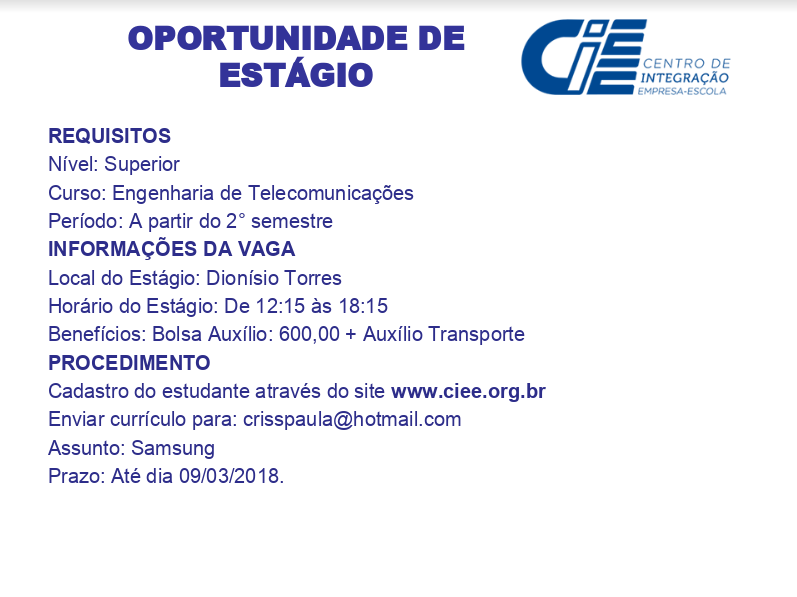 OPORTUNIDADE DE
ESTÁGIO
CIEE
CENTRO DE
INTEGRAÇÃO
EMPRESA-ESCOLA
REQUISITOS
Nível: Superior
Curso: Engenharia de Telecomunicações
Período: A partir do 2° semestre
INFORMAÇÕES DA VAGA
Local do Estágio: Dionísio Torres
Horário do Estágio: De 12:15 às 18:15
Benefícios: Bolsa Auxílio: 600,00 + Auxílio Transporte
PROCEDIMENTO
Cadastro do estudante através do site www.ciee.org.br
Enviar currículo para: crisspaula@hotmail.com
Assunto: Samsung
Prazo: Até dia 09/03/2018.